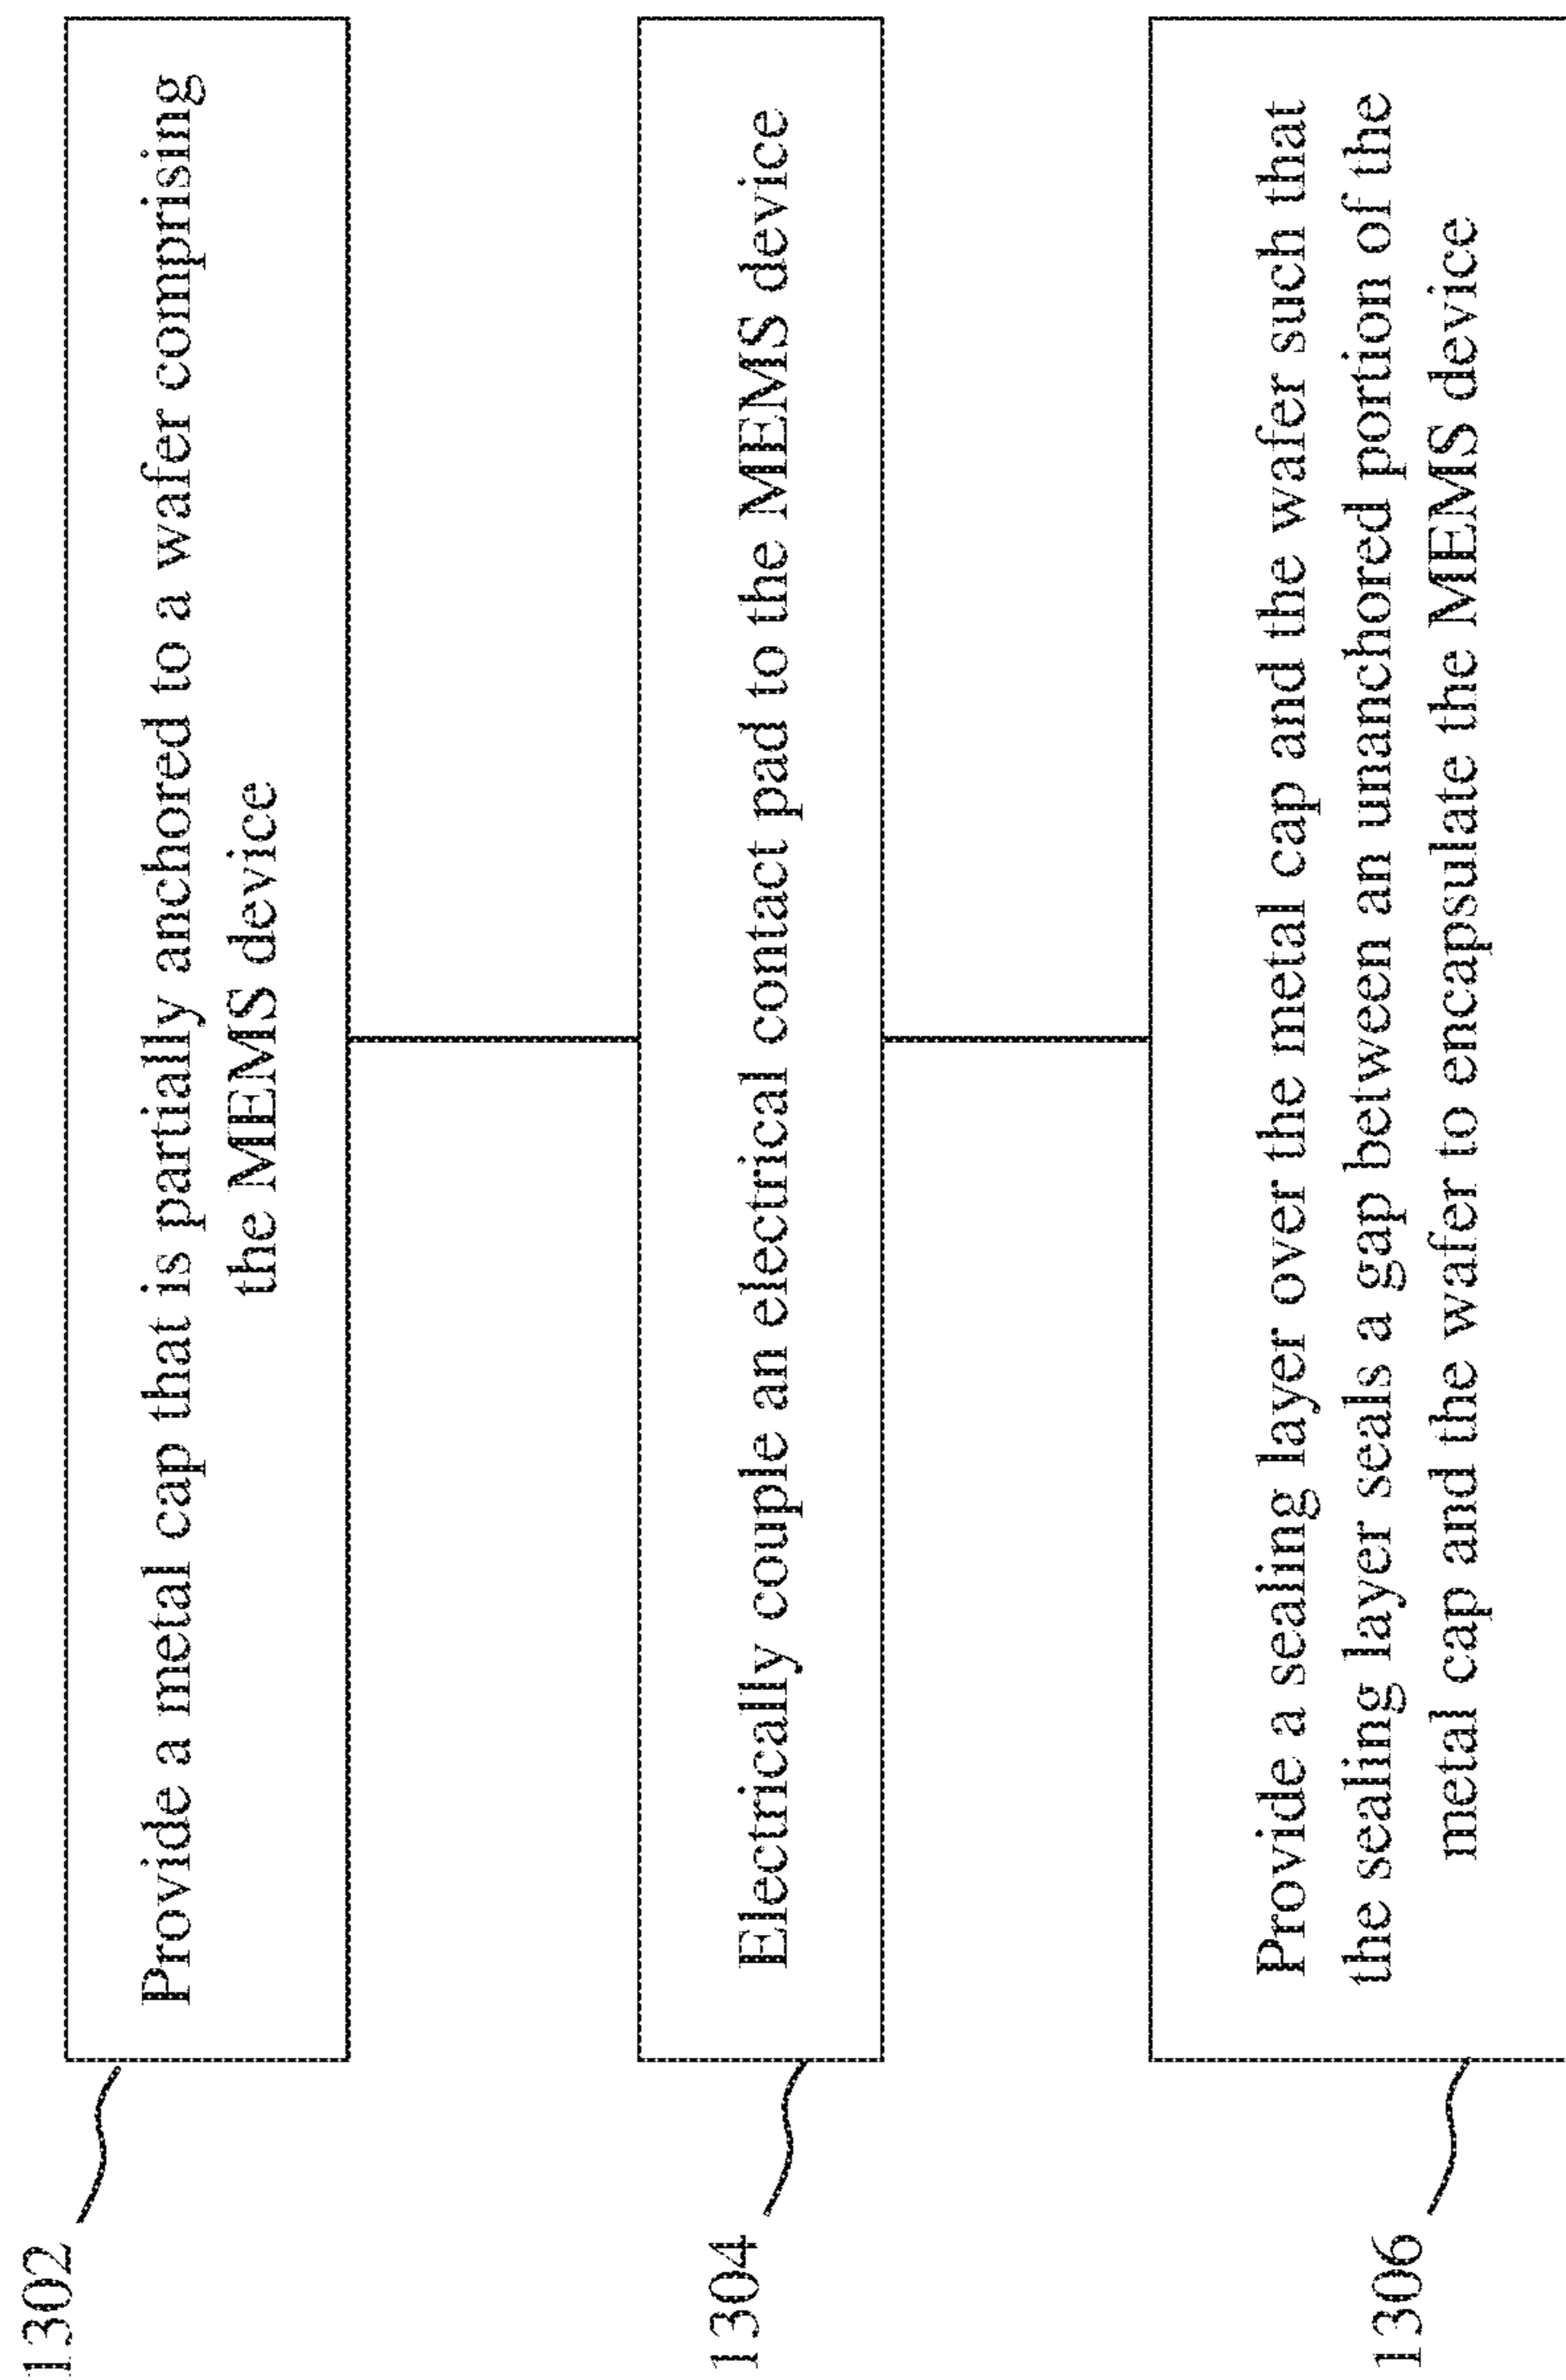 1302
Provide a metal cap that is partially anchored to a wafer comprising
the MEMS device
1304
Electrically couple an electrical contact pad to the MEMS device
1306
Provide a sealing layer over the metal cap and the wafer such that
the sealing layer seals a gap between an unanchored portion of the
metal cap and the wafer to encapsulate the MEMS device